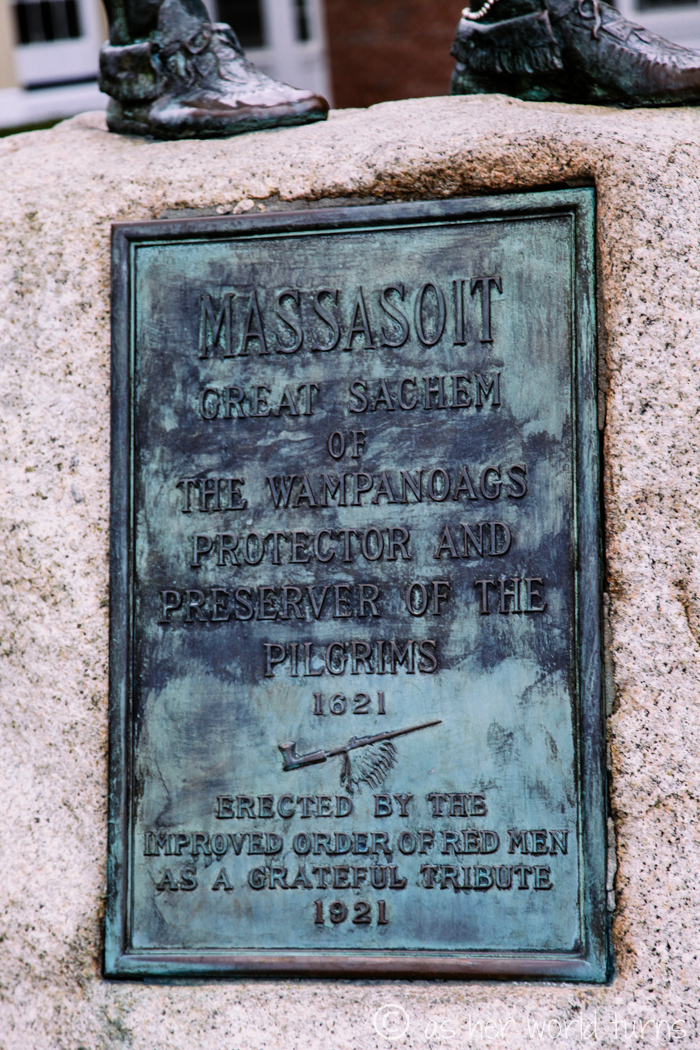 MASSASOIT
GREAT SACHEM
OF
THE WAMPANOAGS
PROTECTOR AND
PRESERVER OF THE
PILGRIMS
1621
ERECTED BY THE
IMPROVED ORDER OF RED MEN
AS A GRATEFUL TRIBUTE
1921
© as her world turns